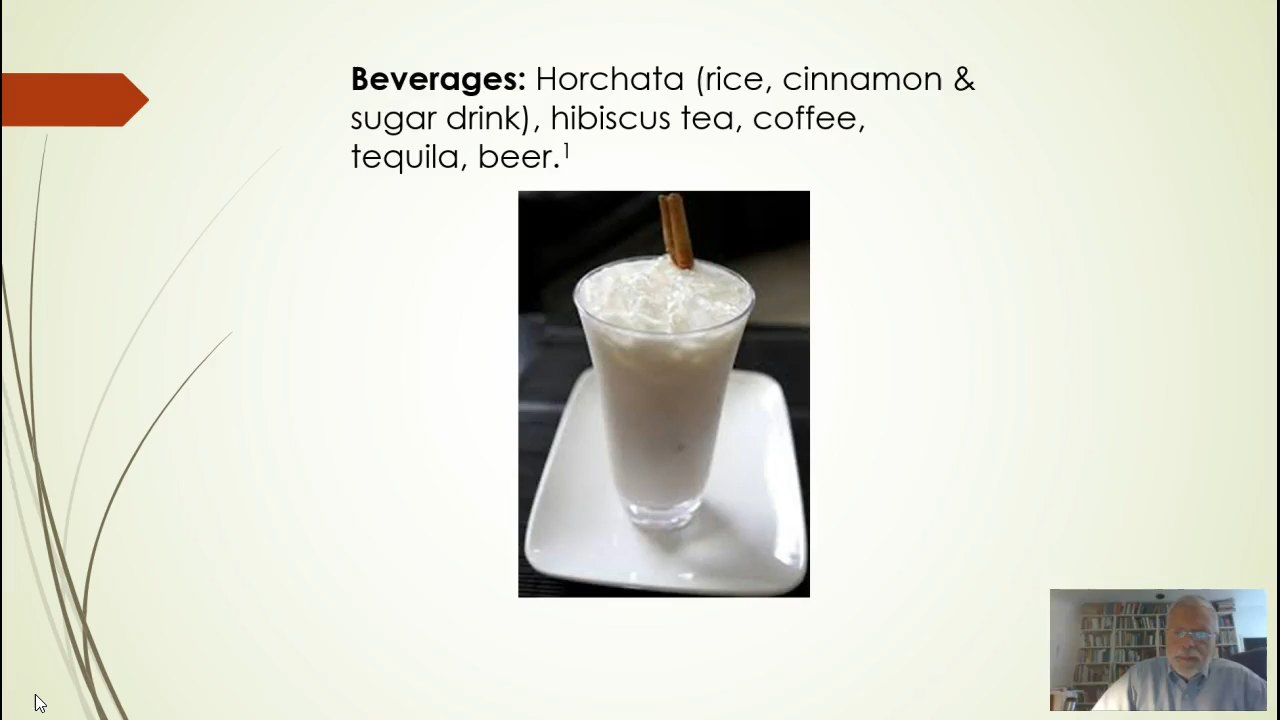 Beverages: Horchata (rice, cinnamon &
sugar drink), hibiscus tea, coffee,
tequila, beer.¹